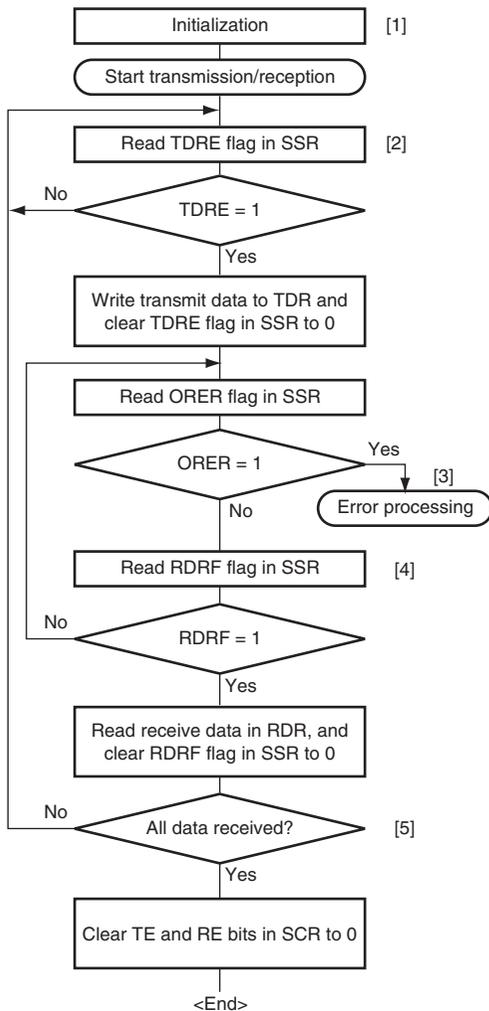 Initialization
[1]
Start transmission/reception
Read TDRE flag in SSR
[2]
No
TDRE = 1
Yes
Write transmit data to TDR and
clear TDRE flag in SSR to 0
Read ORER flag in SSR
Yes
ORER = 1
[3]
No
Error processing
Read RDRF flag in SSR
[4]
No
RDRF = 1
Yes
Read receive data in RDR, and
clear RDRF flag in SSR to 0
No
All data received?
[5]
Yes
Clear TE and RE bits in SCR to 0
<End>